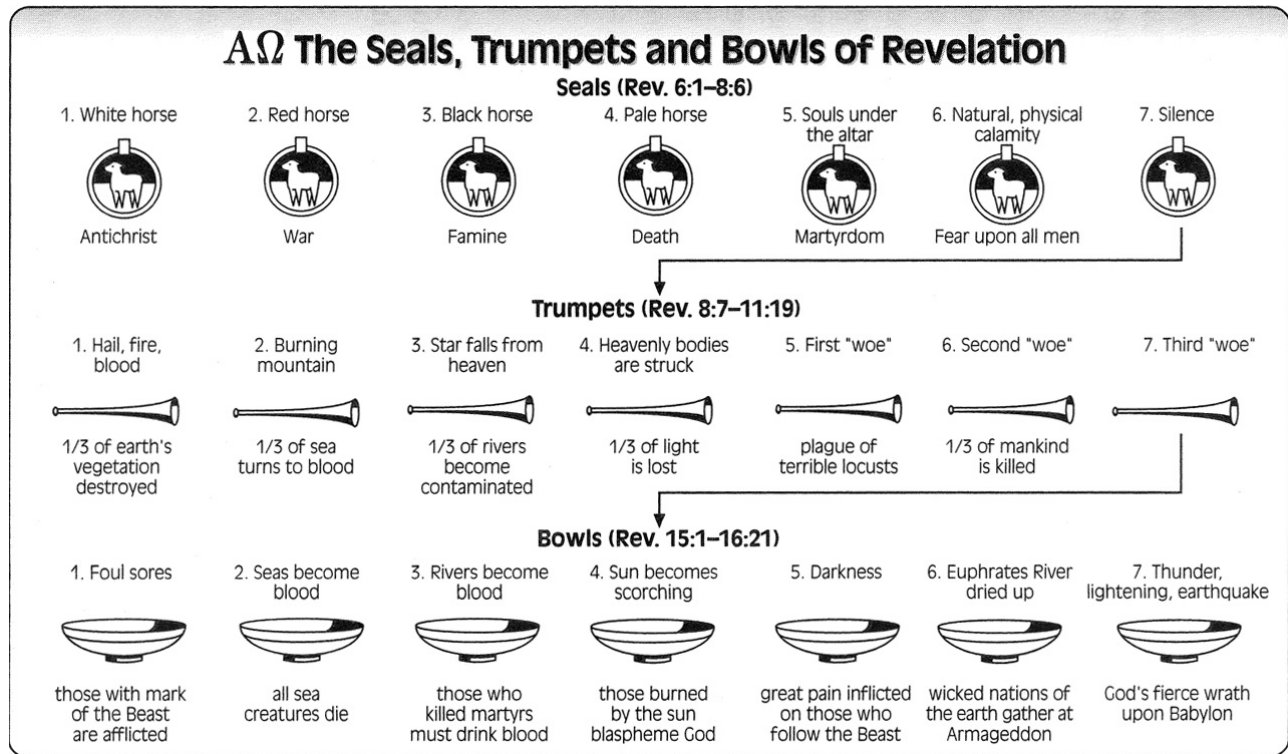 ΑΩ The Seals, Trumpets and Bowls of Revelation
Seals (Rev. 6:1–8:6)
1. White horse
2. Red horse
3. Black horse
4. Pale horse
5. Souls under
the altar
6. Natural, physical
calamity
7. Silence
Antichrist
War
Famine
Death
Martyrdom
Fear upon all men
Trumpets (Rev. 8:7–11:19)
1. Hail, fire,
blood
2. Burning
mountain
3. Star falls from
heaven
4. Heavenly bodies
are struck
5. First "woe"
6. Second "woe"
7. Third "woe"
1/3 of earth's
vegetation
destroyed
1/3 of sea
turns to blood
1/3 of rivers
become
contaminated
1/3 of light
is lost
plague of
terrible locusts
1/3 of mankind
is killed
Bowls (Rev. 15:1–16:21)
1. Foul sores
2. Seas become
blood
3. Rivers become
blood
4. Sun becomes
scorching
5. Darkness
6. Euphrates River
dried up
7. Thunder,
lightening, earthquake
those with mark
of the Beast
are afflicted
all sea
creatures die
those who
killed martyrs
must drink blood
those burned
by the sun
blaspheme God
great pain inflicted
on those who
follow the Beast
wicked nations of
the earth gather at
Armageddon
God's fierce wrath
upon Babylon